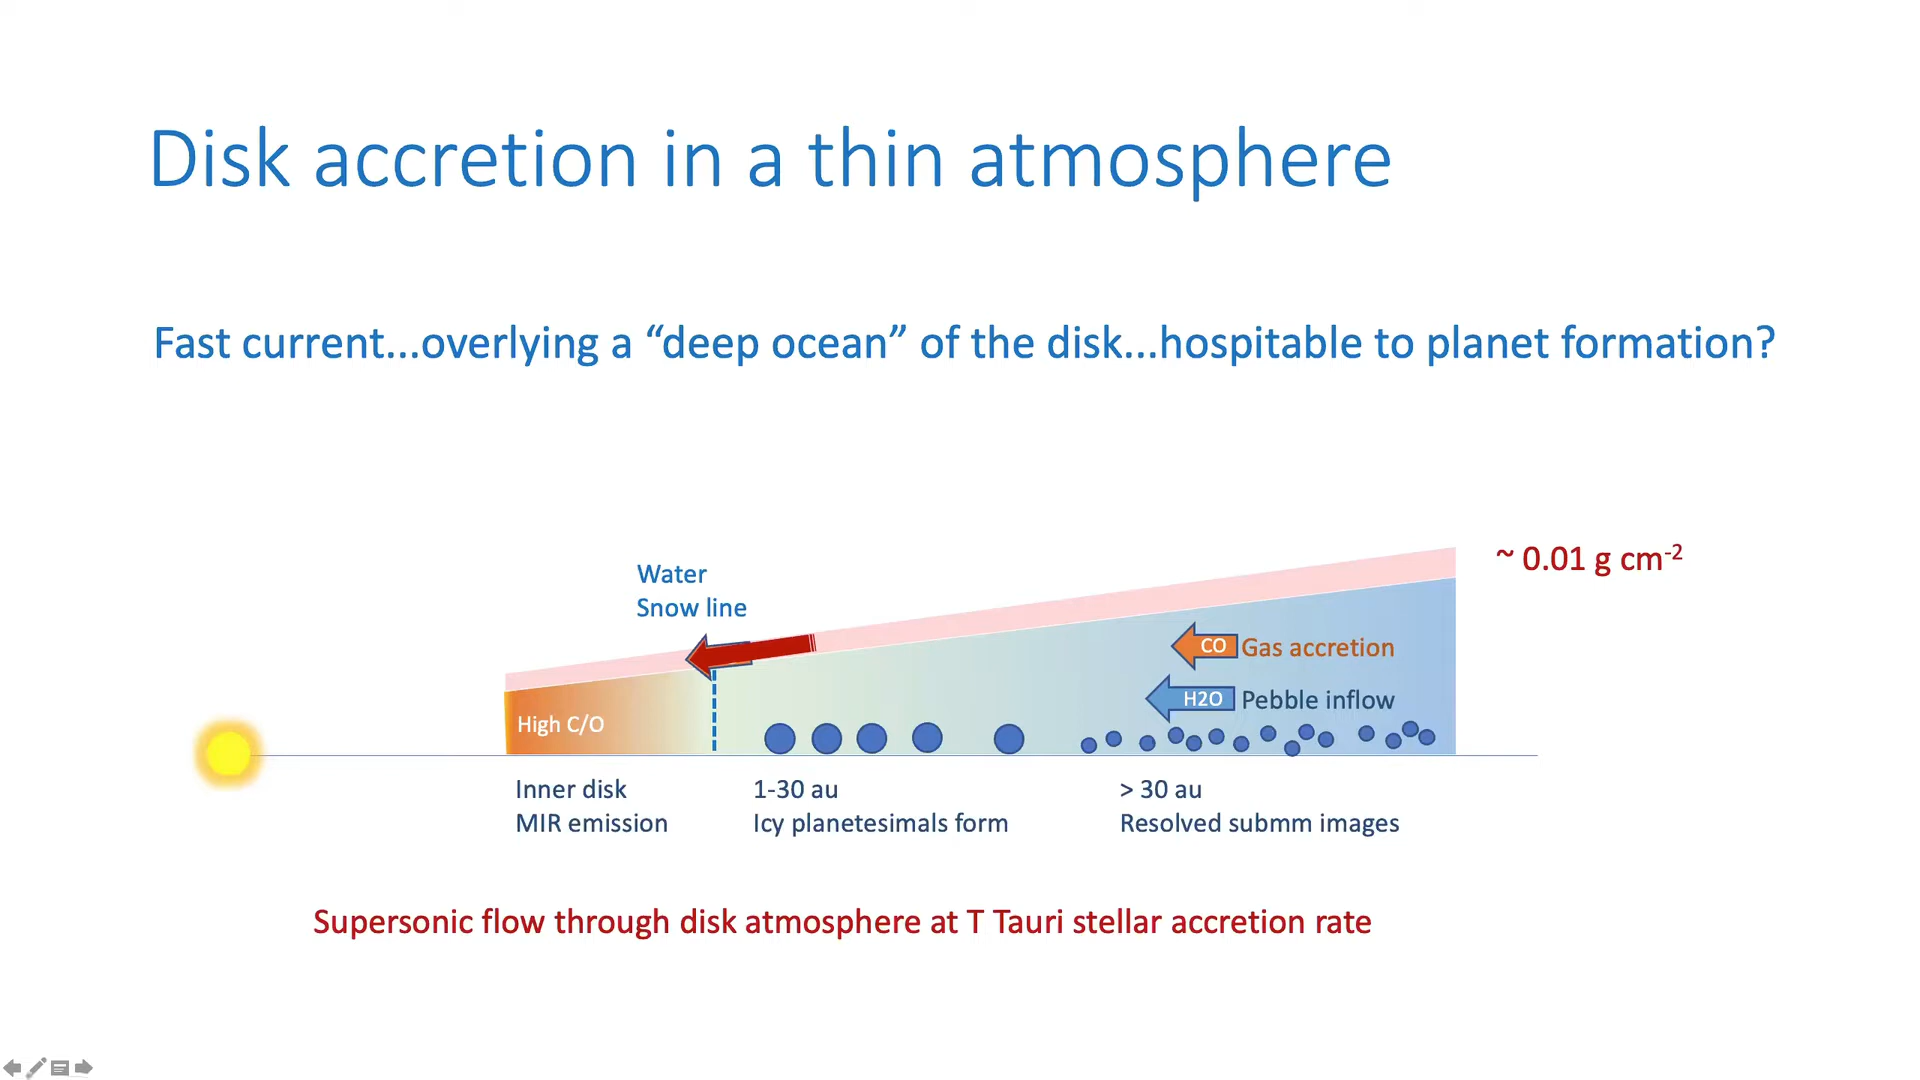 Disk accretion in a thin atmosphere
Fast current...overlying a “deep ocean” of the disk...hospitable to planet formation?
~ 0.01 g cm-2
Water
Snow line
CO Gas accretion
H2O Pebble inflow
High C/O
Inner disk
MIR emission
1-30 au
Icy planetesimals form
> 30 au
Resolved submm images
Supersonic flow through disk atmosphere at T Tauri stellar accretion rate